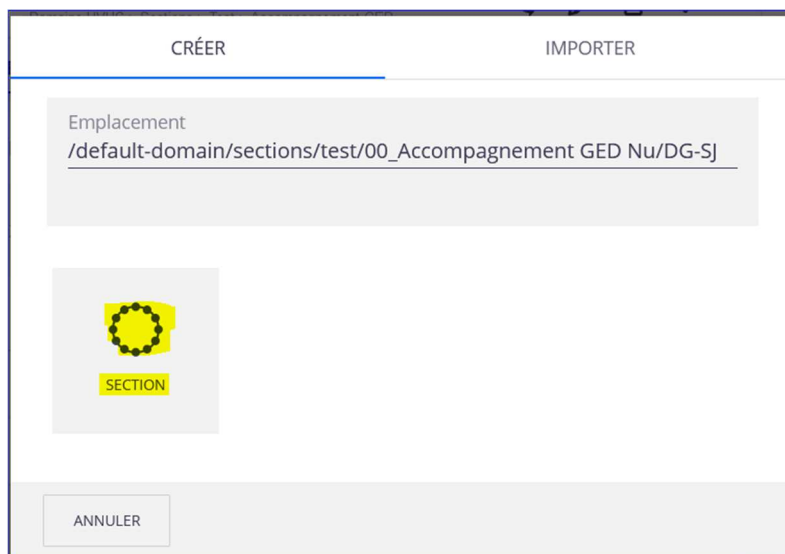 CRÉER
IMPORTER
Emplacement
/default-domain/sections/test/00_Accompagnement GED Nu/DG-SJ
SECTION
ANNULER